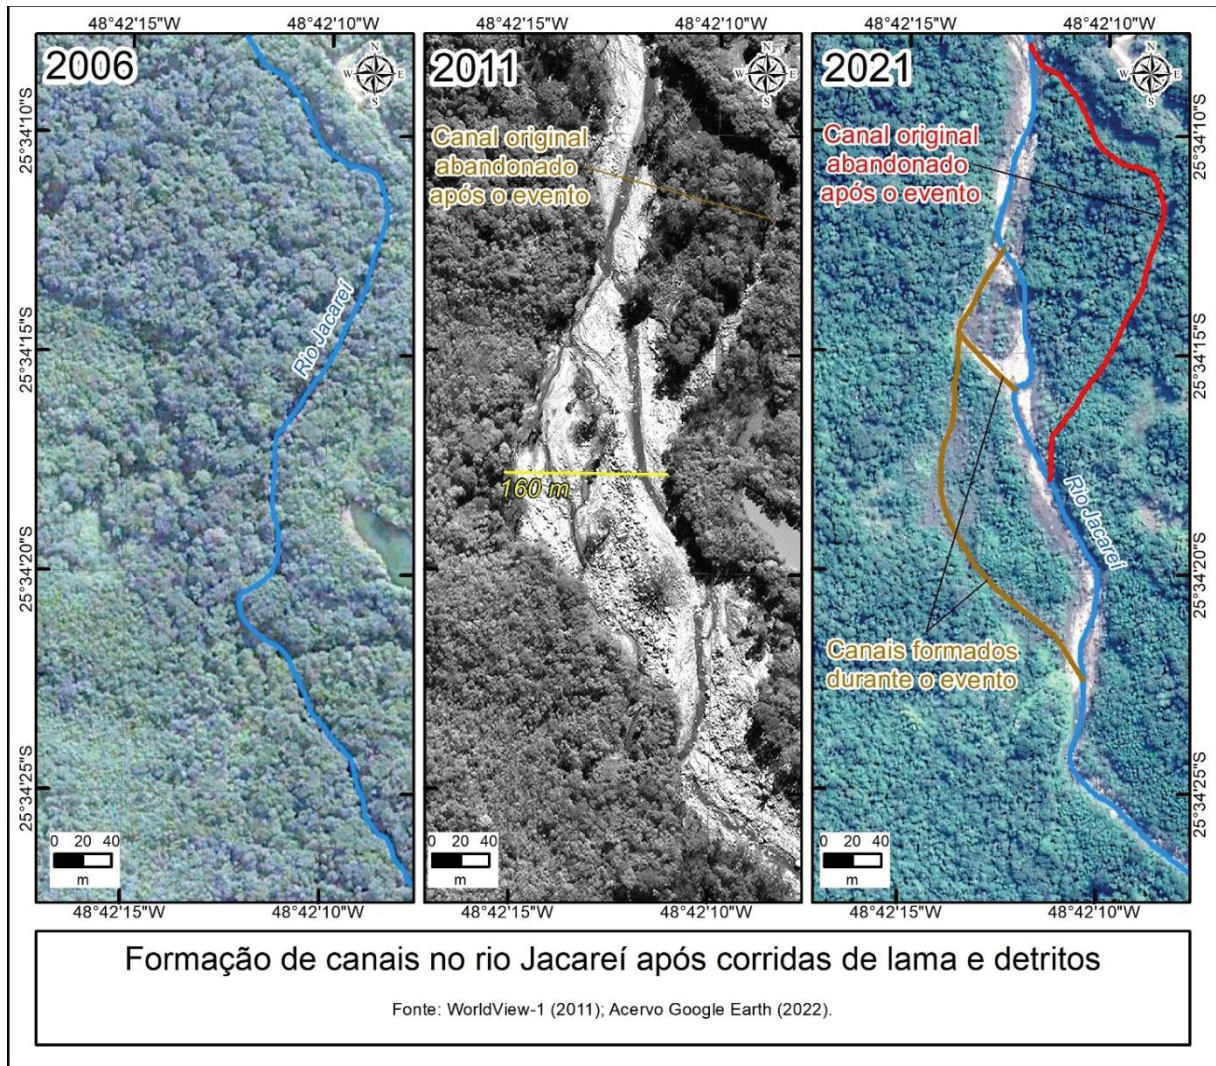 48°42'15"W 48°42'10"W 48°42'15"W 48°42'10"W 48°42'15"W 48°42'10"W
2006
N
W E
S
25°34'10"S
25°34'15"S
25°34'20"S
25°34'25"S
Rio Jacareí
0 20 40
m
2011
N
W E
S
Canal original
abandonado
após o evento
160 m
0 20 40
m
2021
N
W E
S
Canal original
abandonado
após o evento
Rio Jacareí
Canais formados
durante o evento
0 20 40
m
25°34'10"S
25°34'15"S
25°34'20"S
25°34'25"S
48°42'15"W 48°42'10"W 48°42'15"W 48°42'10"W 48°42'15"W 48°42'10"W
Formação de canais no rio Jacareí após corridas de lama e detritos
Fonte: WorldView-1 (2011); Acervo Google Earth (2022).